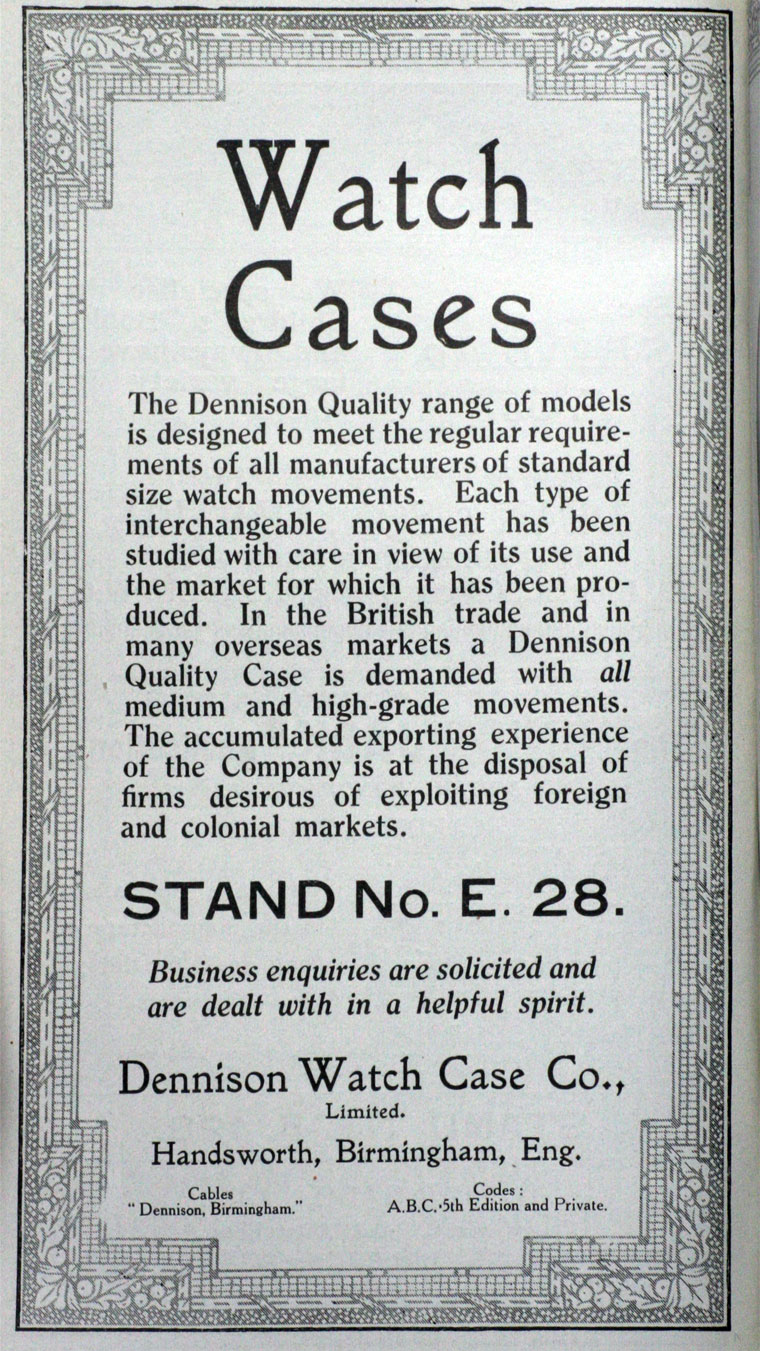 Watch
Cases
The Dennison Quality range of models
is designed to meet the regular require-
ments of all manufacturers of standard
size watch movements. Each type of
interchangeable movement has been
studied with care in view of its use and
the market for which it has been pro-
duced. In the British trade and in
many overseas markets a Dennison
Quality Case is demanded with all
medium and high-grade movements.
The accumulated exporting experience
of the Company is at the disposal of
firms desirous of exploiting foreign
and colonial markets.
STAND No. E. 28.
Business enquiries are solicited and
are dealt with in a helpful spirit.
Dennison Watch Case Co.,
Limited.
Handsworth, Birmingham, Eng.
Cables
"Dennison, Birmingham."
Codes:
A.B.C. 5th Edition and Private.